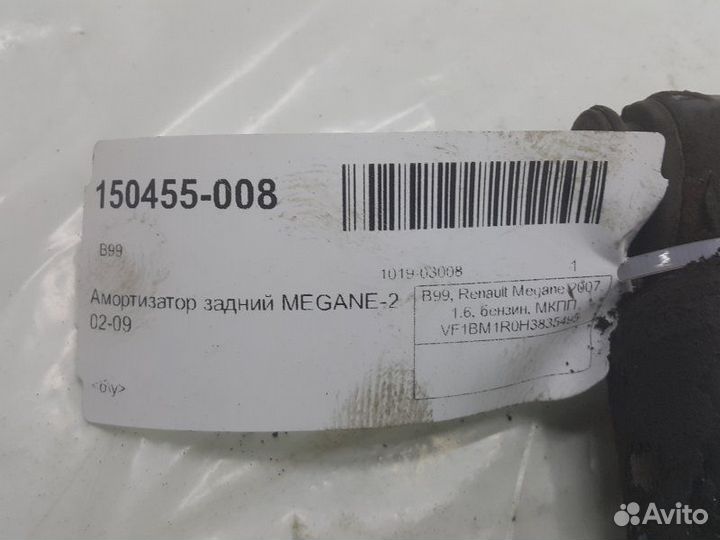 150455-008
B99
1019-03008 1
Амортизатор задний MEGANE-2
02-09
<б\у>
B99, Renault Megane 2007,
1.6, бензин, МКПП,
VF1BM1R0H3835495
Avito